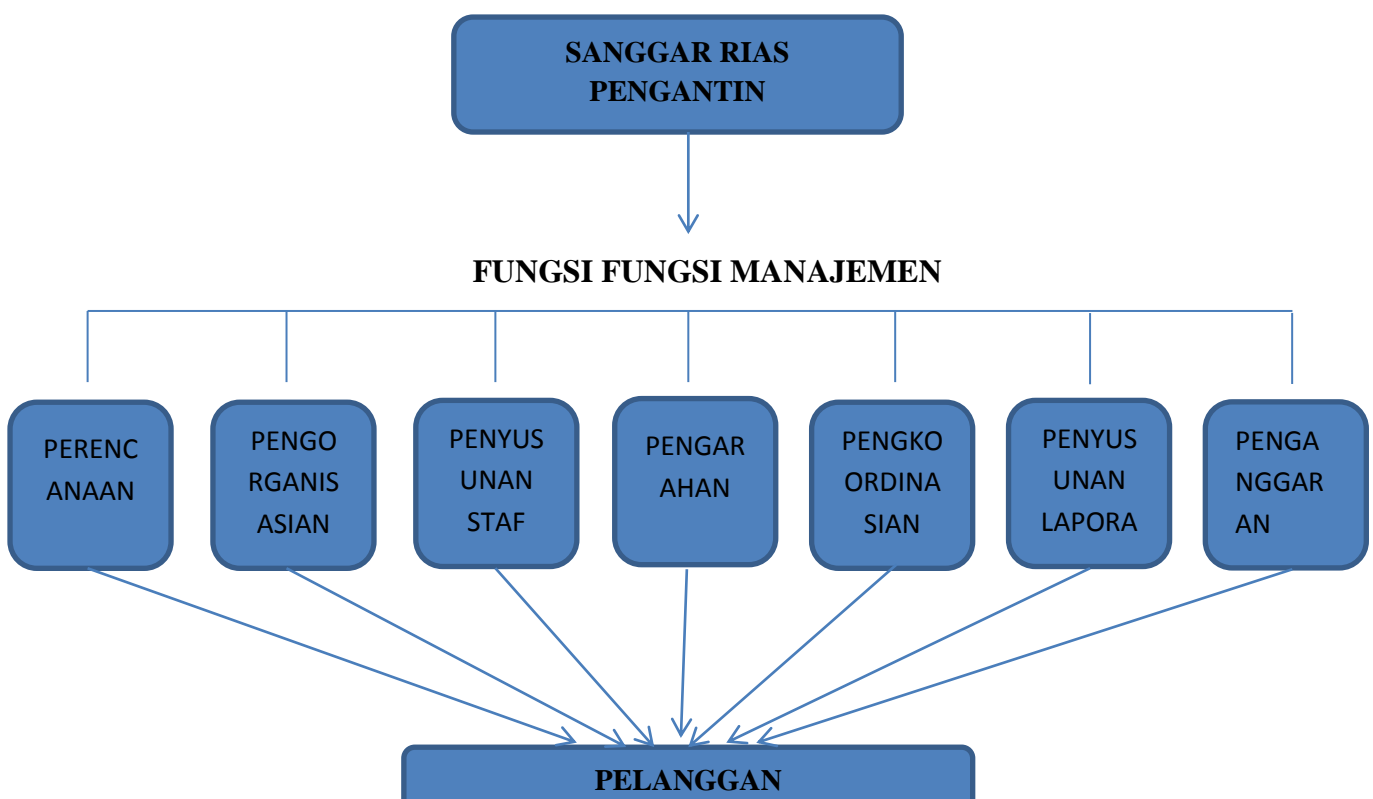 SANGGAR RIAS
PENGANTIN
FUNGSI FUNGSI MANAJEMEN
PERENC
ANAAN
PENGO
RGANIS
ASIAN
PENYUS
UNAN
STAF
PENGAR
AHAN
PENGKO
ORDINA
SIAN
PENYUS
UNAN
LAPORA
PENGA
NGGAR
AN
PELANGGAN